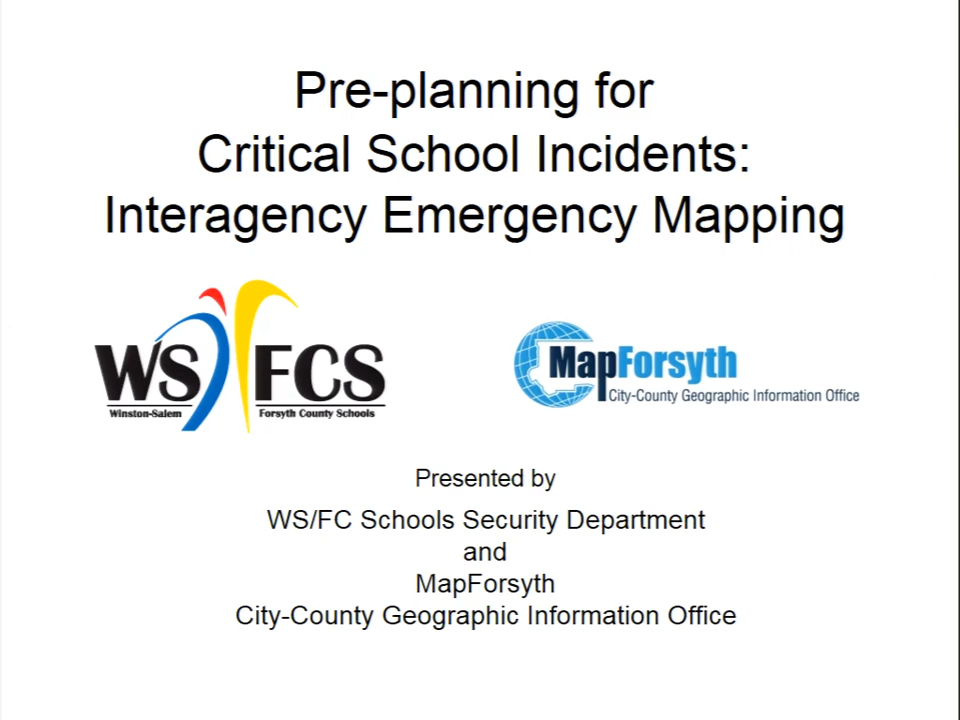 Pre-planning for
Critical School Incidents:
Interagency Emergency Mapping
WS/FCS
Winston-Salem Forsyth County Schools
MapForsyth
City-County Geographic Information Office
Presented by
WS/FC Schools Security Department
and
MapForsyth
City-County Geographic Information Office